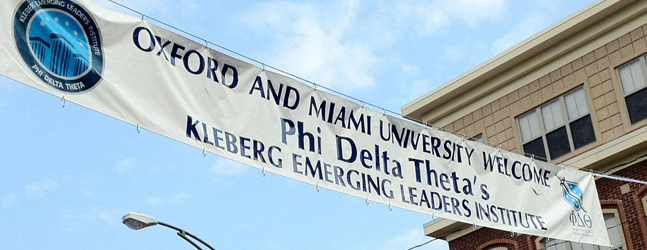 KLEBERG EMERGING LEADERS INSTITUTE
PHI DELTA THETA
OXFORD AND MIAMI UNIVERSITY WELCOME
Phi Delta Theta's
KLEBERG EMERGING LEADERS INSTITUTE
ΦΔΘ